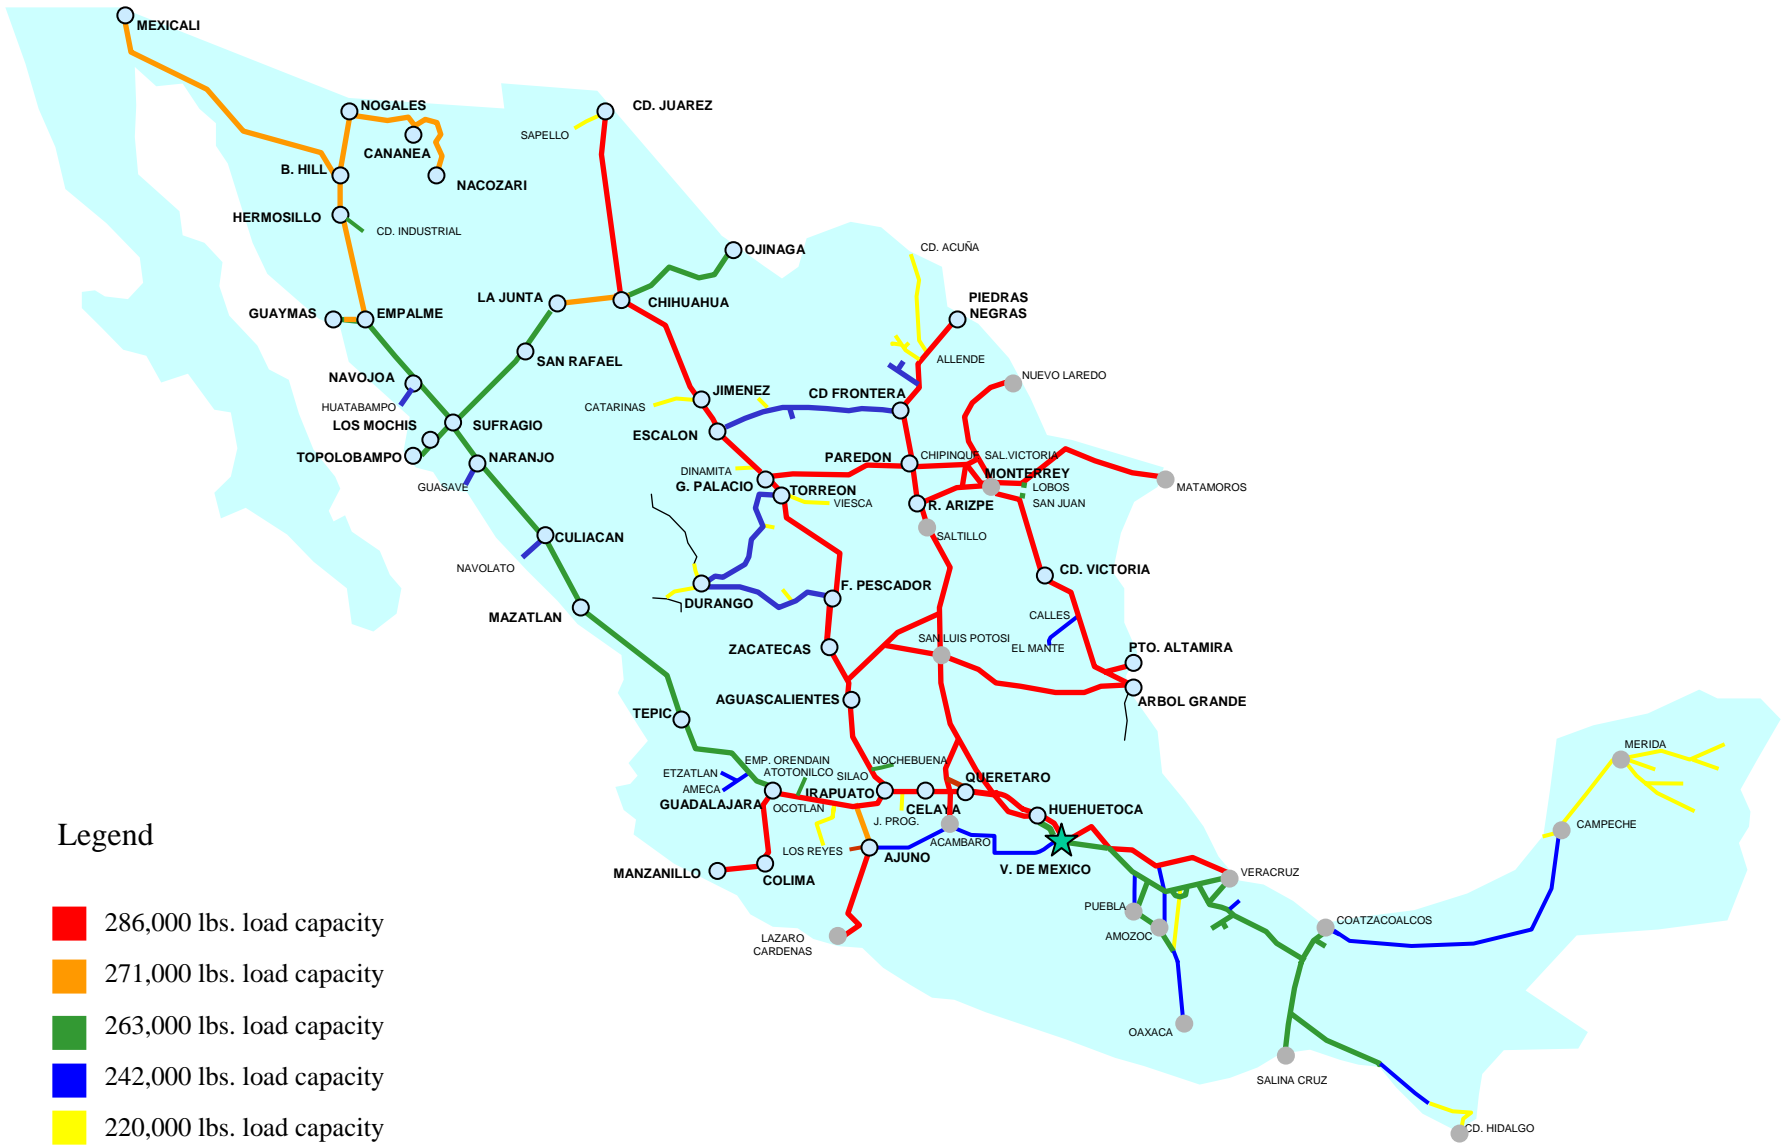 MEXICALI
NOGALES
CD. JUAREZ
SAPELLO
CANANEA
B. HILL
NACOZARI
HERMOSILLO
CD. INDUSTRIAL
OJINAGA
CD. ACUÑA
LA JUNTA
CHIHUAHUA
PIEDRAS
NEGRAS
GUAYMAS
EMPALME
SAN RAFAEL
ALLENDE
NUEVO LAREDO
NAVOJOA
JIMENEZ
CD FRONTERA
HUATABAMPO
CATARINAS
LOS MOCHIS
SUFRAGIO
ESCALON
TOPOLOBAMPO
NARANJO
PAREDON
CHIPINQUE
SAL.VICTORIA
DINAMITA
MONTERREY
GUASAVE
G. PALACIO
TORREON
LOBOS
MATAMOROS
VIESCA
R. ARIZPE
SAN JUAN
CULIACAN
SALTILLO
NAVOLATO
CD. VICTORIA
DURANGO
F. PESCADOR
MAZATLAN
CALLES
SAN LUIS POTOSI
ZACATECAS
EL MANTE
PTO. ALTAMIRA
AGUASCALIENTES
ARBOL GRANDE
TEPIC
MERIDA
EMP. ORENDAIN
NOCHEBUENA
ETZATLAN
ATOTONILCO
SILAO
QUERETARO
AMECA
IRAPUATO
GUADALAJARA
OCOTLAN
CELAYA
HUEHUETOCA
J. PROG.
CAMPECHE
LOS REYES
AJUNO
ACAMBARO
MANZANILLO
COLIMA
V. DE MEXICO
VERACRUZ
PUEBLA
COATZACOALCOS
AMOZOC
LAZARO
CARDENAS
OAXACA
SALINA CRUZ
CD. HIDALGO
Legend
286,000 lbs. load capacity
271,000 lbs. load capacity
263,000 lbs. load capacity
242,000 lbs. load capacity
220,000 lbs. load capacity